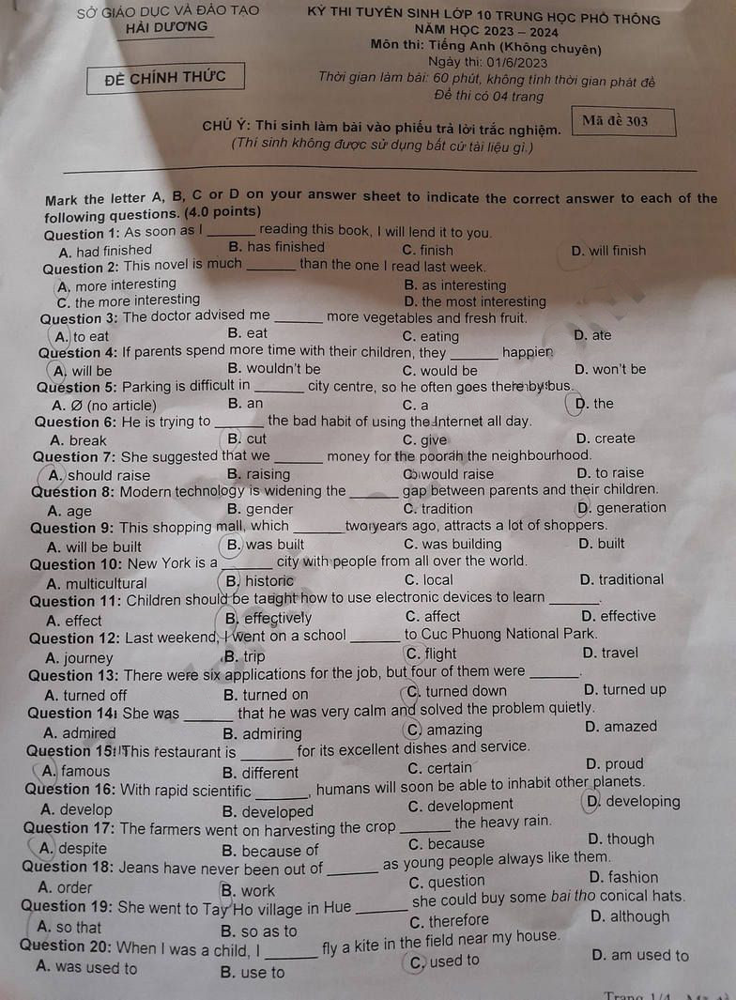 SỞ GIÁO DỤC VÀ ĐÀO TẠO
HẢI DƯƠNG
ĐỀ CHÍNH THỨC
KỲ THI TUYỂN SINH LỚP 10 TRUNG HỌC PHỔ THÔNG
NĂM HỌC 2023 – 2024
Môn thi: Tiếng Anh (Không chuyên)
Ngày thi: 01/6/2023
Thời gian làm bài: 60 phút, không tính thời gian phát đề
Đề thi có 04 trang
CHÚ Ý: Thí sinh làm bài vào phiếu trả lời trắc nghiệm.
(Thí sinh không được sử dụng bất cứ tài liệu gì.)
Mã đề 303
Mark the letter A, B, C or D on your answer sheet to indicate the correct answer to each of the
following questions. (4.0 points)
Question 1: As soon as I ______ reading this book, I will lend it to you.
A. had finished B. has finished C. finish D. will finish
Question 2: This novel is much ______ than the one I read last week.
A. more interesting B. as interesting
C. the more interesting D. the most interesting
Question 3: The doctor advised me ______ more vegetables and fresh fruit.
A. to eat B. eat C. eating D. ate
Question 4: If parents spend more time with their children, they ______ happier.
A. will be B. wouldn't be C. would be D. won't be
Question 5: Parking is difficult in ______ city centre, so he often goes there by bus.
A. Ø (no article) B. an C. a D. the
Question 6: He is trying to ______ the bad habit of using the Internet all day.
A. break B. cut C. give D. create
Question 7: She suggested that we ______ money for the poor in the neighbourhood.
A. should raise B. raising C. would raise D. to raise
Question 8: Modern technology is widening the ______ gap between parents and their children.
A. age B. gender C. tradition D. generation
Question 9: This shopping mall, which ______ two years ago, attracts a lot of shoppers.
A. will be built B. was built C. was building D. built
Question 10: New York is a ______ city with people from all over the world.
A. multicultural B. historic C. local D. traditional
Question 11: Children should be taught how to use electronic devices to learn ______.
A. effect B. effectively C. affect D. effective
Question 12: Last weekend, I went on a school ______ to Cuc Phuong National Park.
A. journey B. trip C. flight D. travel
Question 13: There were six applications for the job, but four of them were ______.
A. turned off B. turned on C. turned down D. turned up
Question 14: She was ______ that he was very calm and solved the problem quietly.
A. admired B. admiring C. amazing D. amazed
Question 15: This restaurant is ______ for its excellent dishes and service.
A. famous B. different C. certain D. proud
Question 16: With rapid scientific ______, humans will soon be able to inhabit other planets.
A. develop B. developed C. development D. developing
Question 17: The farmers went on harvesting the crop ______ the heavy rain.
A. despite B. because of C. because D. though
Question 18: Jeans have never been out of ______ as young people always like them.
A. order B. work C. question D. fashion
Question 19: She went to Tay Ho village in Hue ______ she could buy some bai tho conical hats.
A. so that B. so as to C. therefore D. although
Question 20: When I was a child, I ______ fly a kite in the field near my house.
A. was used to B. use to C. used to D. am used to
Trang 1/4